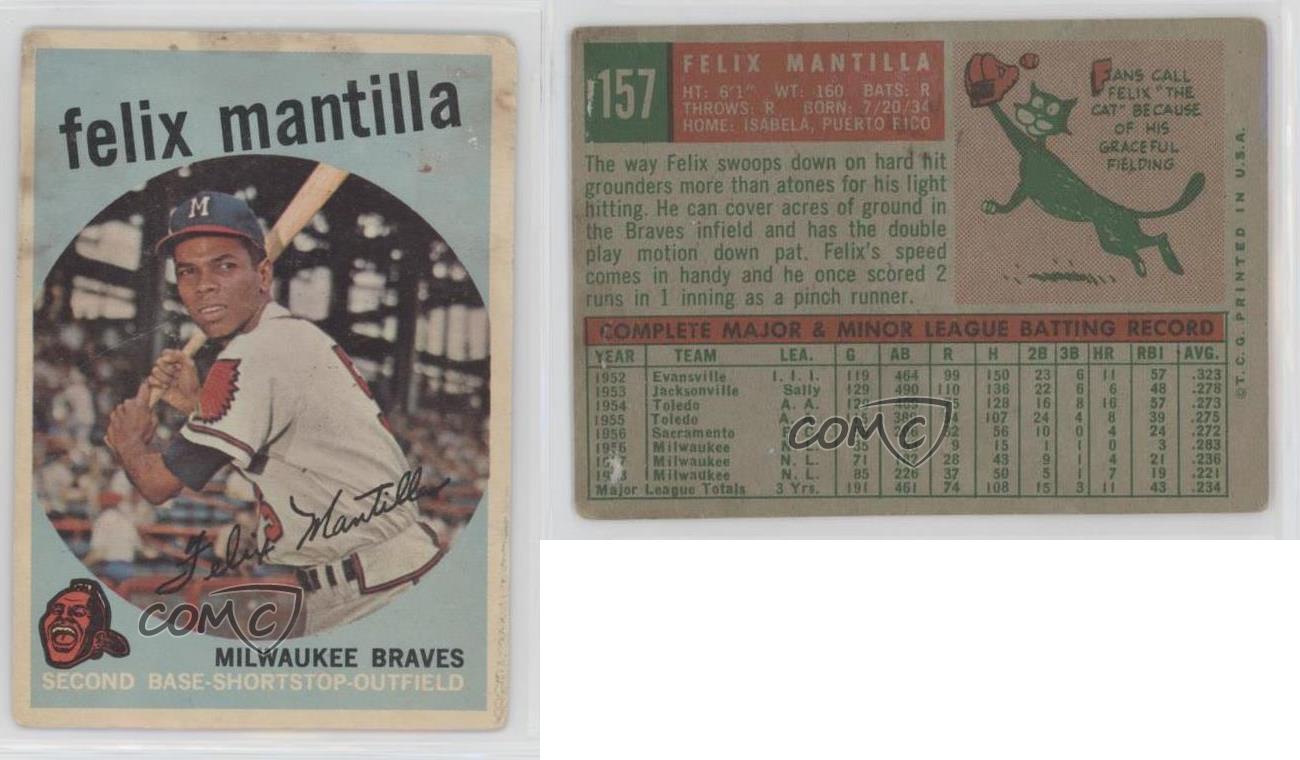 felix mantilla
M
Felix Mantilla
COMC
MILWAUKEE BRAVES
SECOND BASE-SHORTSTOP-OUTFIELD
157
FELIX MANTILLA
HT: 6'1" WT: 160 BATS: R
THROWS: R BORN: 7/20/34
HOME: ISABELA, PUERTO RICO
FANS CALL
FELIX "THE
CAT" BECAUSE
OF HIS
GRACEFUL
FIELDING
The way Felix swoops down on hard hit
grounders more than atones for his light
hitting. He can cover acres of ground in
the Braves infield and has the double
play motion down pat. Felix's speed
comes in handy and he once scored 2
runs in 1 inning as a pinch runner.
COMPLETE MAJOR & MINOR LEAGUE BATTING RECORD
YEAR TEAM LEA. G AB R H 2B 3B HR RBI AVG.
1952 Evansville I. I. I. 119 464 99 150 23 6 11 57 .323
1953 Jacksonville Sally 129 490 110 136 22 6 6 48 .278
1954 Toledo A. A. 128 16 8 57 .273
1955 Toledo 107 24 4 8 39 .275
1956 Sacramento 56 10 0 4 24 .272
1956 Milwaukee 35 9 15 1 1 0 3 .283
Milwaukee N. L. 71 28 43 9 1 4 21 .236
Milwaukee N. L. 85 226 37 50 5 1 7 19 .221
Major League Totals 3 Yrs. 191 461 74 108 15 3 11 43 .234
COMC
© T. C. G. PRINTED IN U.S.A.